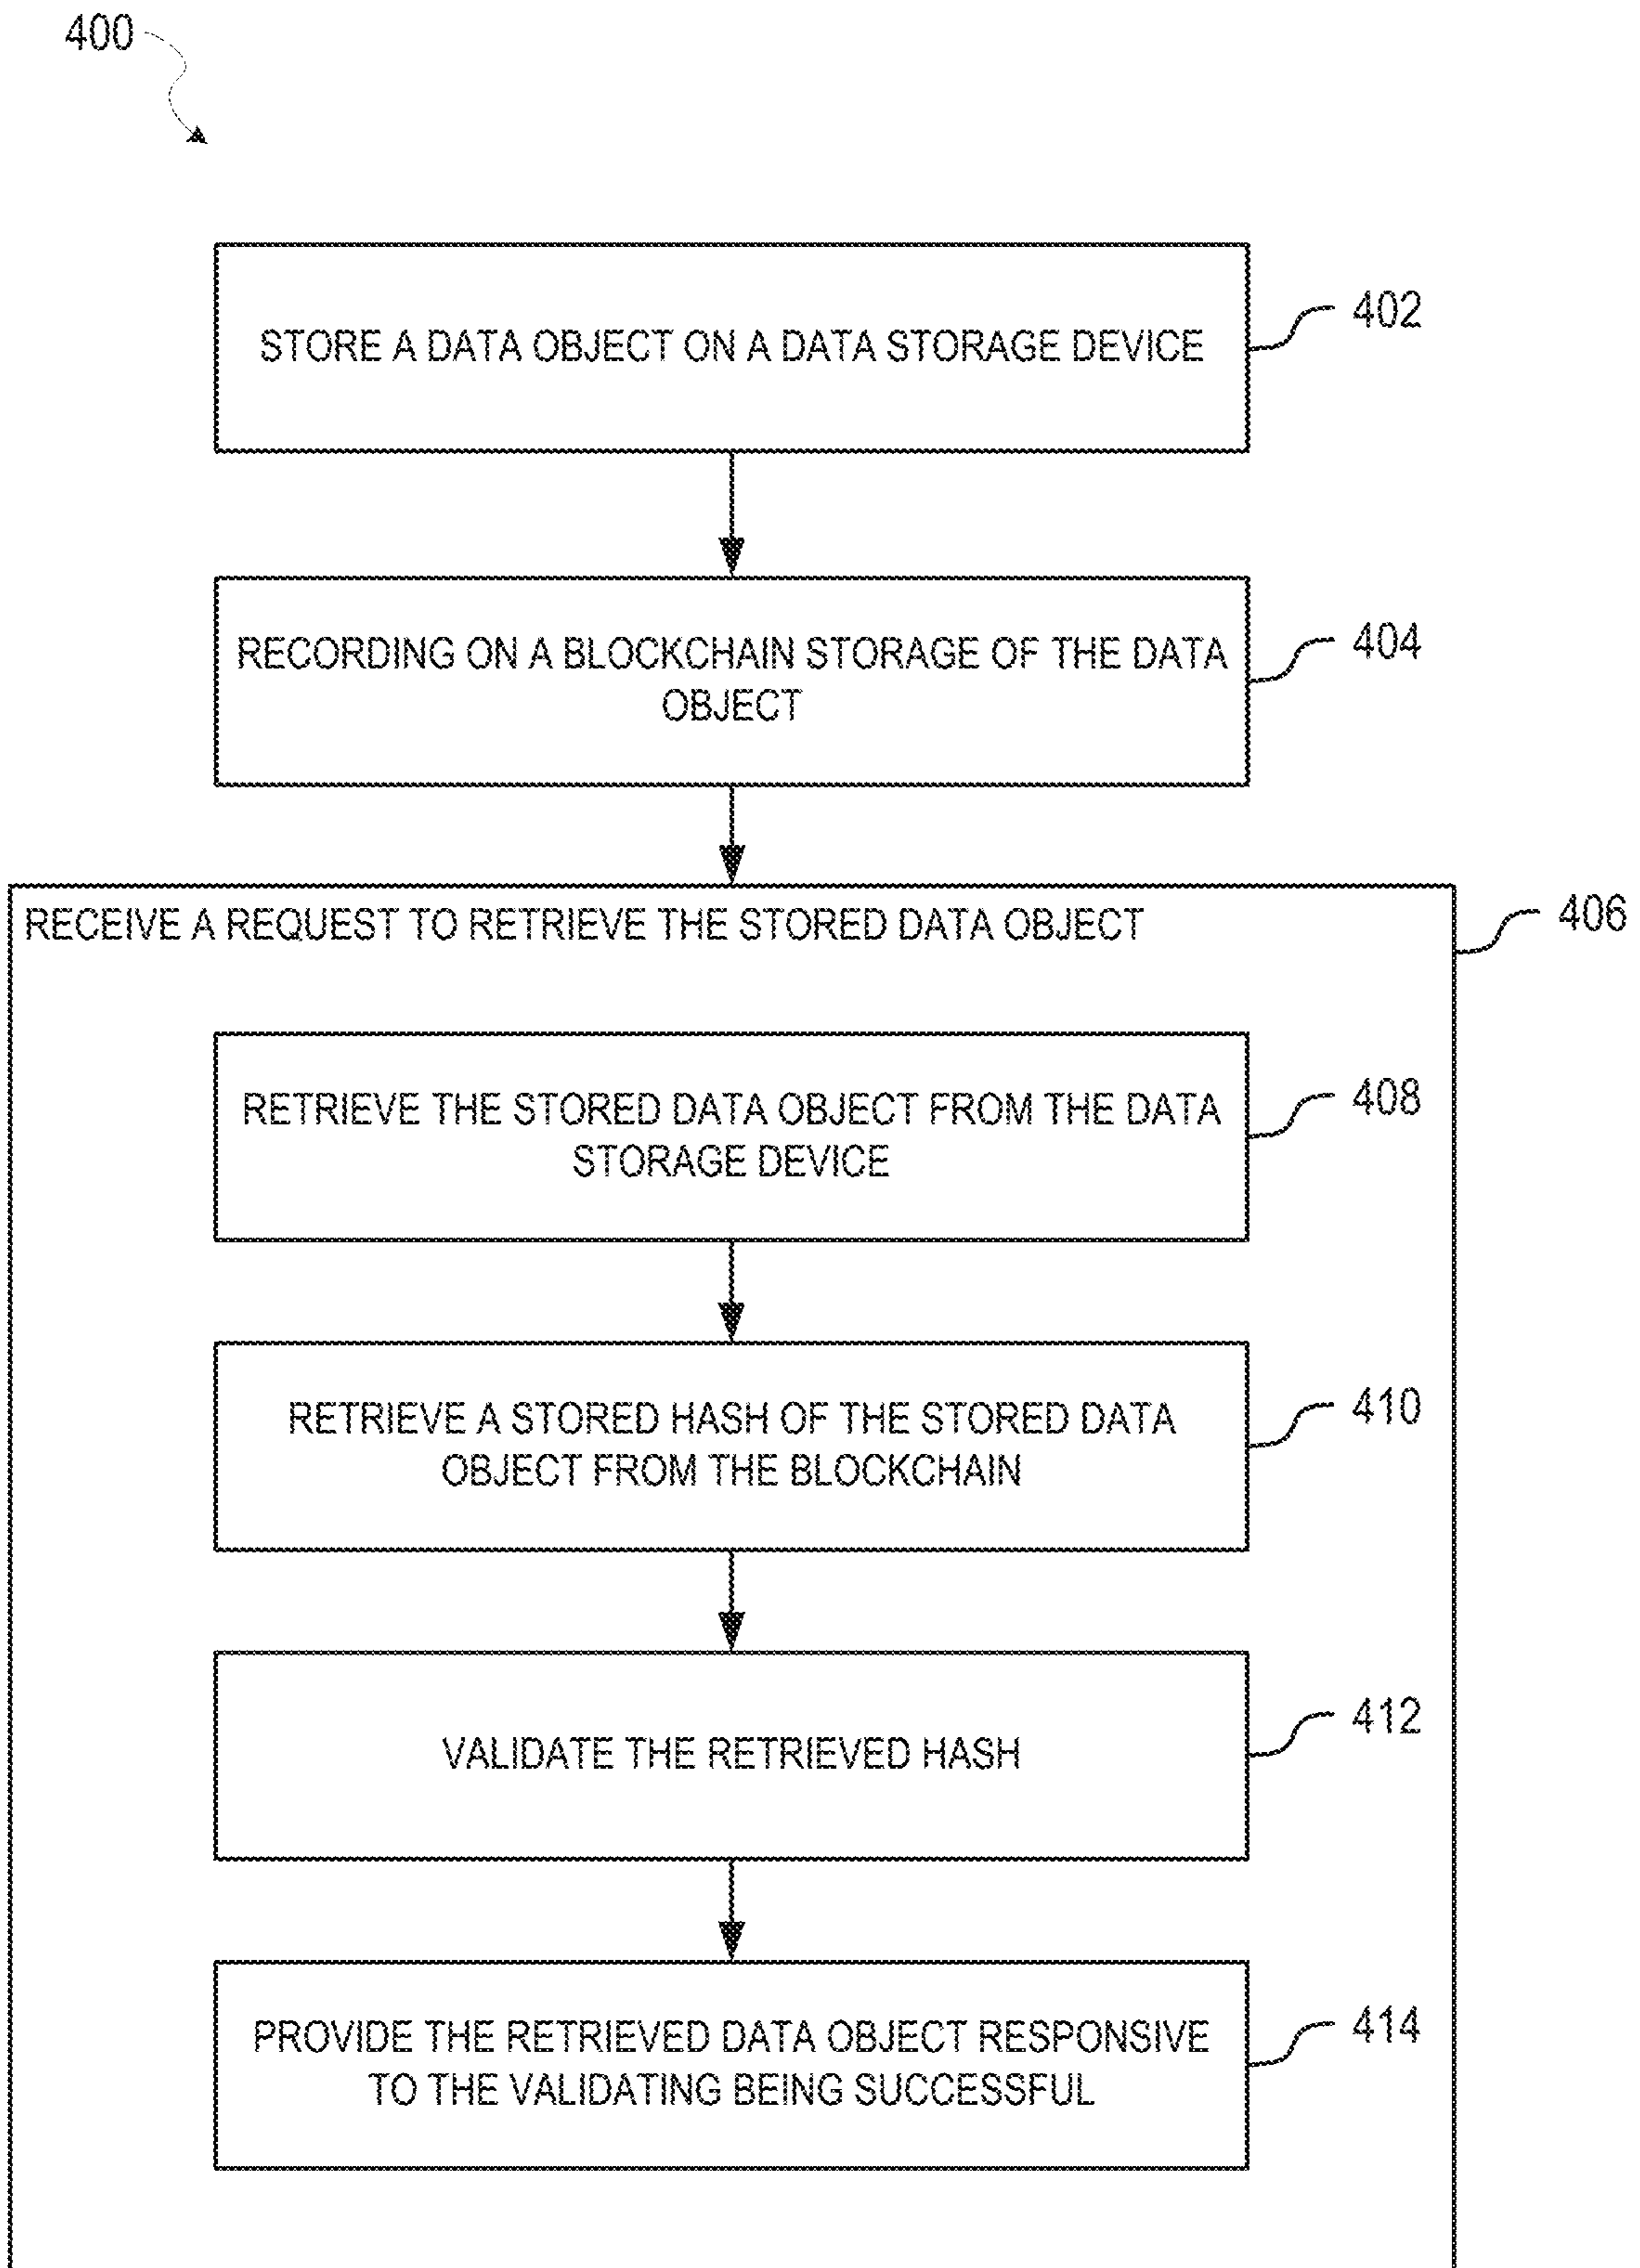 400
STORE A DATA OBJECT ON A DATA STORAGE DEVICE
402
RECORDING ON A BLOCKCHAIN STORAGE OF THE DATA
OBJECT
404
RECEIVE A REQUEST TO RETRIEVE THE STORED DATA OBJECT
406
RETRIEVE THE STORED DATA OBJECT FROM THE DATA
STORAGE DEVICE
408
RETRIEVE A STORED HASH OF THE STORED DATA
OBJECT FROM THE BLOCKCHAIN
410
VALIDATE THE RETRIEVED HASH
412
PROVIDE THE RETRIEVED DATA OBJECT RESPONSIVE
TO THE VALIDATING BEING SUCCESSFUL
414